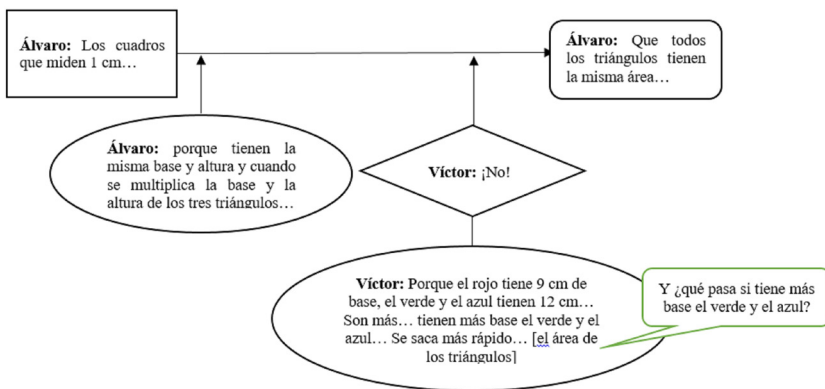 Álvaro: Los cuadros
que miden 1 cm…
Álvaro: Que todos
los triángulos tienen
la misma área…
Álvaro: porque tienen la
misma base y altura y cuando
se multiplica la base y la
altura de los tres triángulos…
Víctor: ¡No!
Víctor: Porque el rojo tiene 9 cm de
base, el verde y el azul tienen 12 cm…
Son más… tienen más base el verde y el
azul… Se saca más rápido… [el área de
los triángulos]
Y ¿qué pasa si tiene más
base el verde y el azul?